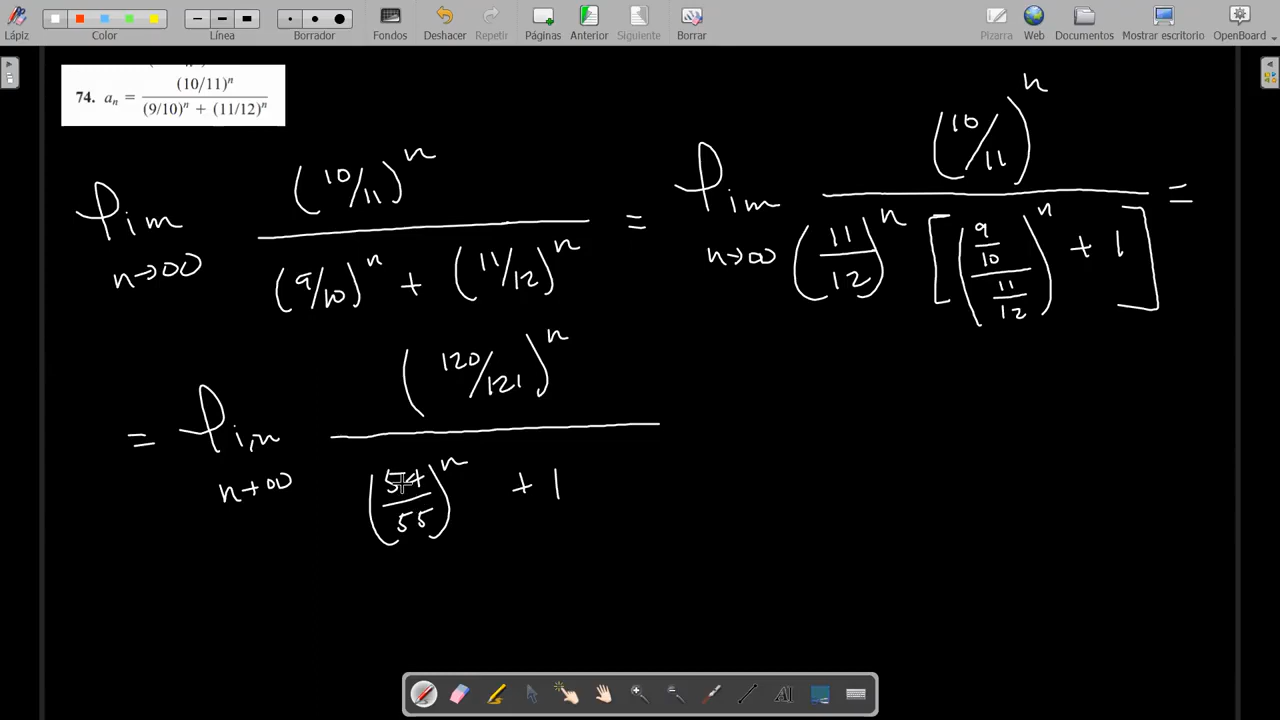 Lápiz Color Línea Borrador Fondos Deshacer Repetir Páginas Anterior Siguiente Borrar Pizarra Web Documentos Mostrar escritorio OpenBoard
74. aₙ = (10/11)ⁿ / ((9/10)ⁿ + (11/12)ⁿ)
lim n→∞ (10/11)ⁿ / ((9/10)ⁿ + (11/12)ⁿ) = lim n→∞ (10/11)ⁿ / ((11/12)ⁿ [((9/10)/(11/12))ⁿ + 1]) =
= lim n→∞ (120/121)ⁿ / ((54/55)ⁿ + 1)